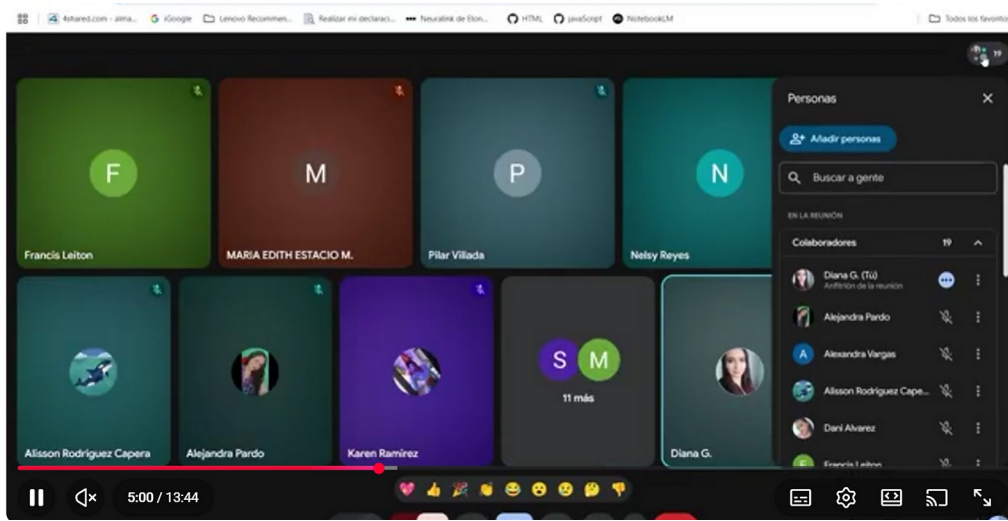 4shared.com - alma...
iGoogle
Lenovo Recommen...
Realizar mi declaraci...
Neuralink de Elon...
HTML
javaScript
NotebookLM
Todos los favoritos
19
F
Francis Leiton
M
MARIA EDITH ESTACIO M.
P
Pilar Villada
N
Nelsy Reyes
Alisson Rodríguez Capera
Alejandra Pardo
Karen Ramírez
S M
11 más
Diana G.
Personas
Añadir personas
Buscar a gente
EN LA REUNIÓN
Colaboradores 19
Diana G. (Tú)
Anfitrión de la reunión
Alejandra Pardo
A
Alexandra Vargas
Alisson Rodríguez Cape...
Dani Alvarez
Francis Leiton
5:00 / 13:44